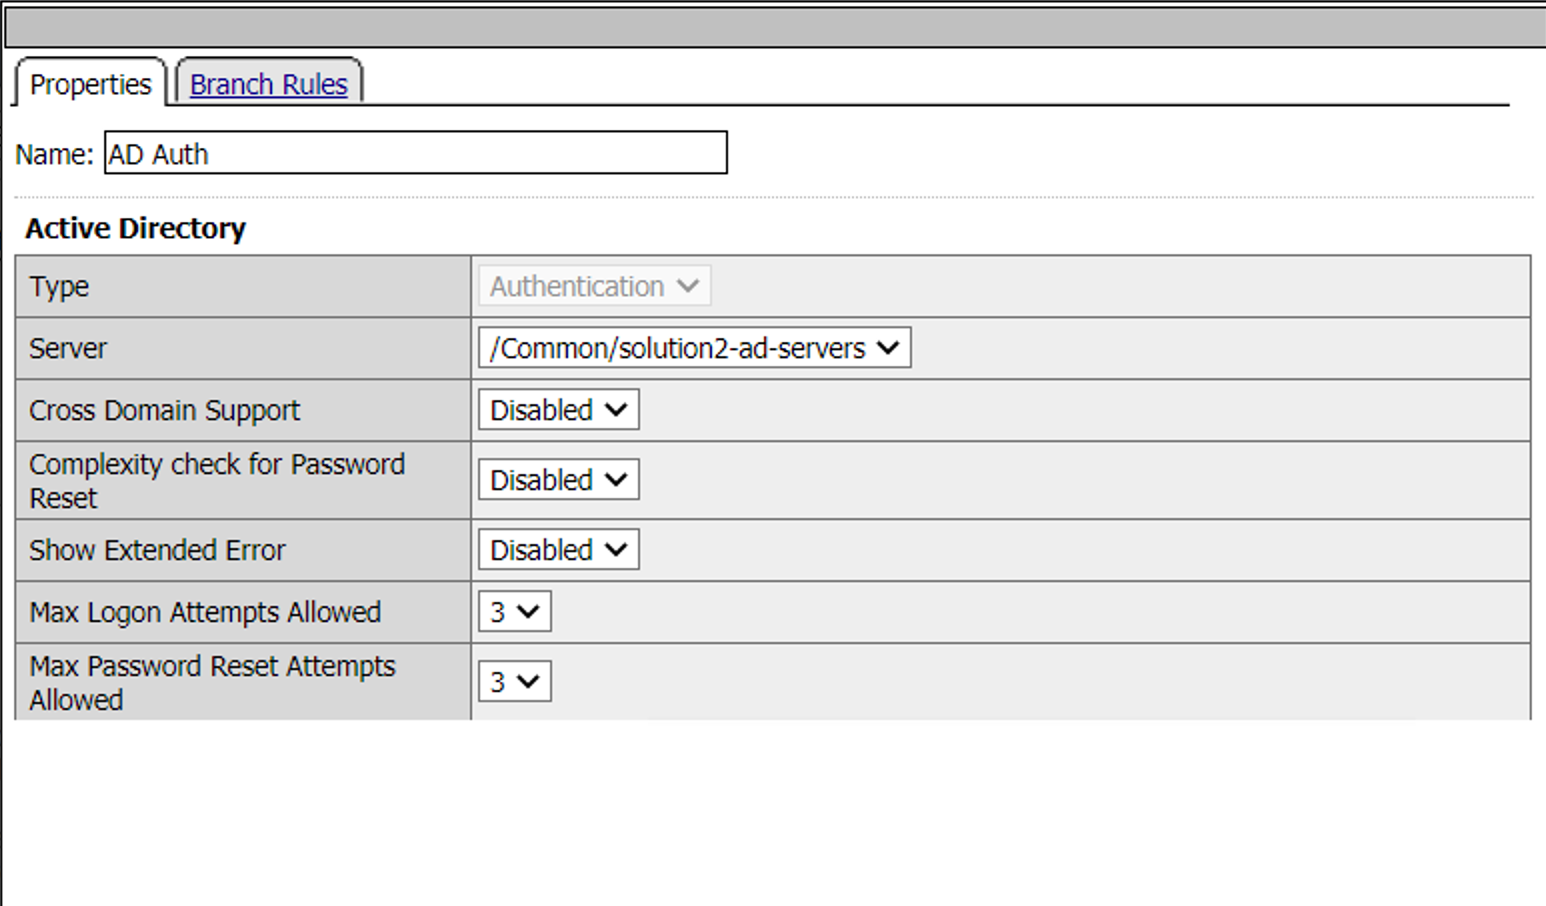 Properties
Branch Rules
Name: AD Auth
Active Directory
Type Authentication
Server /Common/solution2-ad-servers
Cross Domain Support Disabled
Complexity check for Password
Reset
Disabled
Show Extended Error Disabled
Max Logon Attempts Allowed 3
Max Password Reset Attempts
Allowed
3